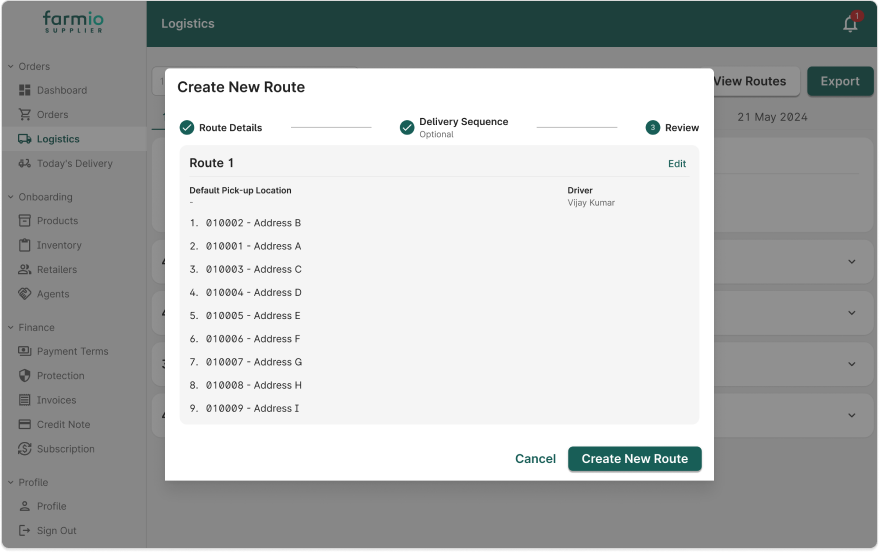 farmio
SUPPLIER
Logistics
1
Orders
Dashboard
Orders
Logistics
Today's Delivery
Onboarding
Products
Inventory
Retailers
Agents
Finance
Payment Terms
Protection
Invoices
Credit Note
Subscription
Profile
Profile
Sign Out
View Routes
Export
21 May 2024
Create New Route
Route Details
Delivery Sequence
Optional
3
Review
Route 1
Edit
Default Pick-up Location
-
Driver
Vijay Kumar
1. 010002 - Address B
2. 010001 - Address A
3. 010003 - Address C
4. 010004 - Address D
5. 010005 - Address E
6. 010006 - Address F
7. 010007 - Address G
8. 010008 - Address H
9. 010009 - Address I
Cancel
Create New Route